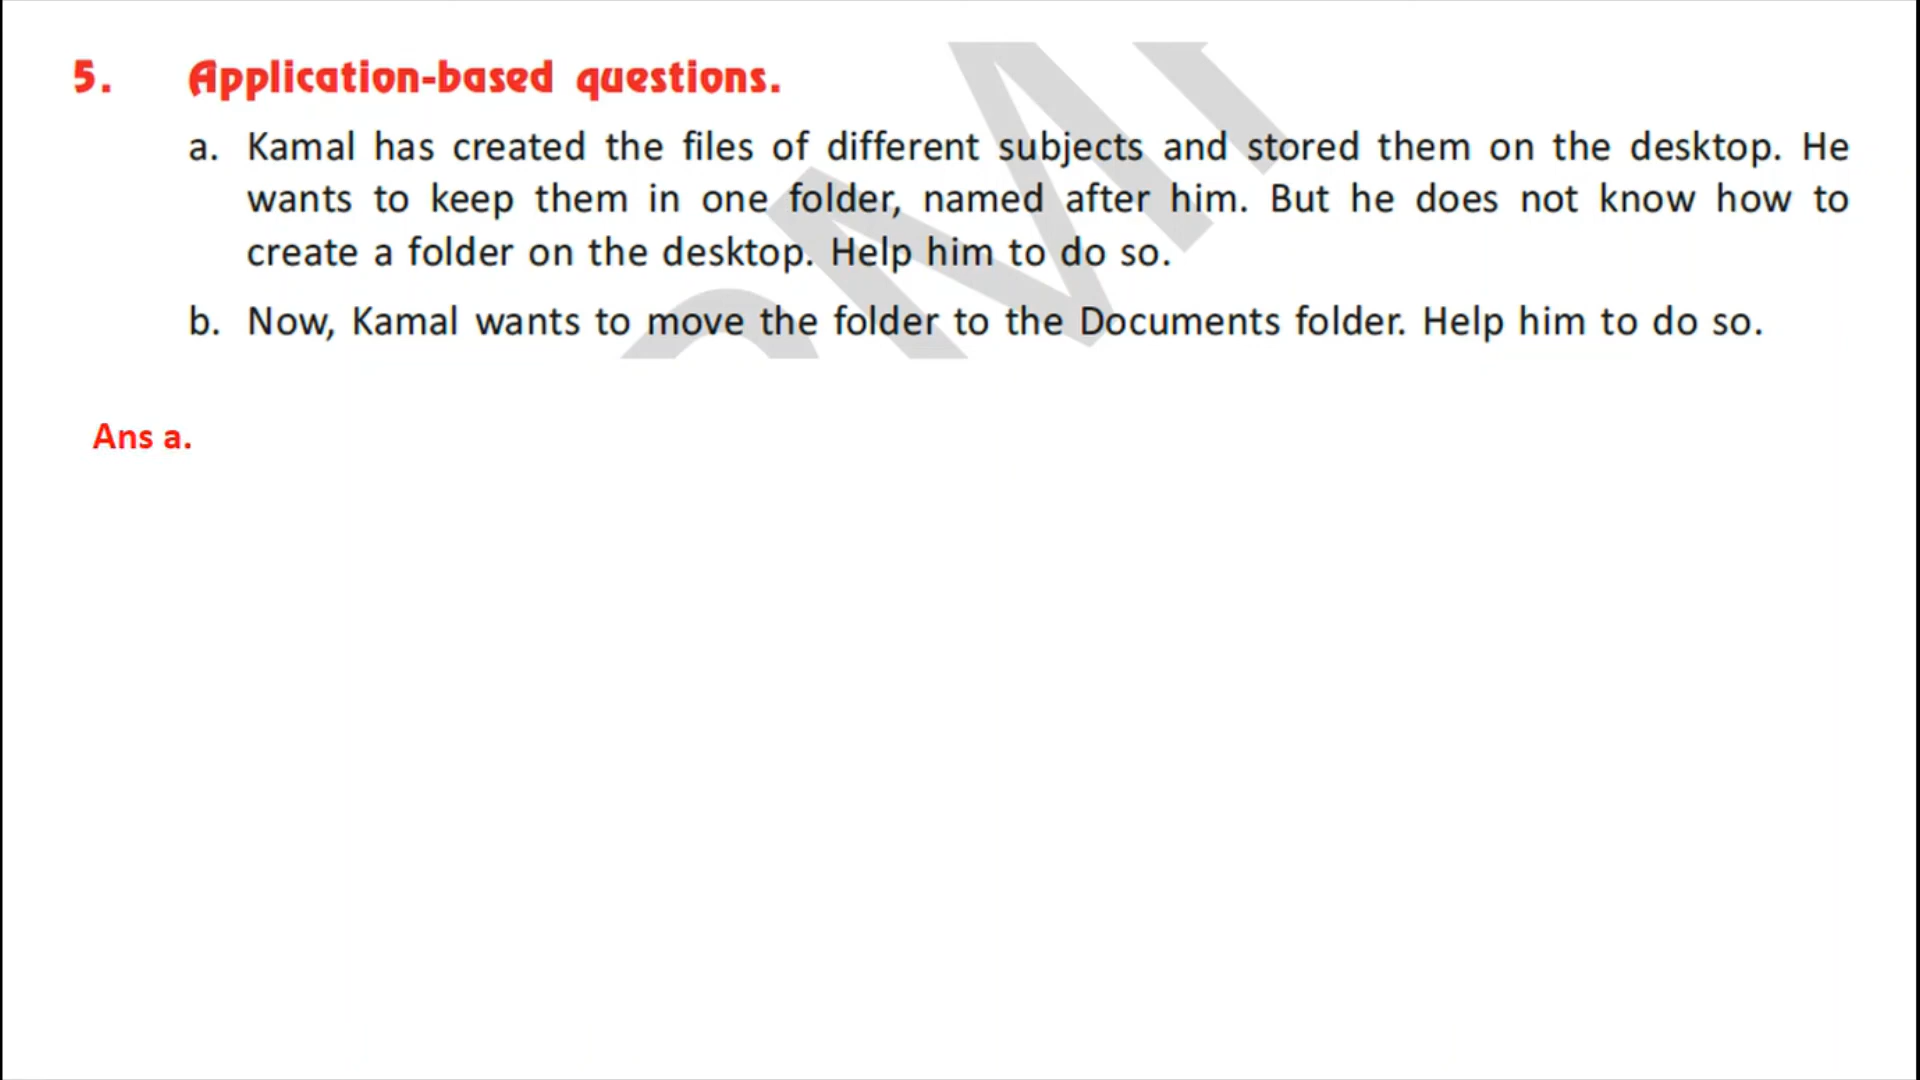 5. Application-based questions.
a. Kamal has created the files of different subjects and stored them on the desktop. He
wants to keep them in one folder, named after him. But he does not know how to
create a folder on the desktop. Help him to do so.
b. Now, Kamal wants to move the folder to the Documents folder. Help him to do so.
Ans a.